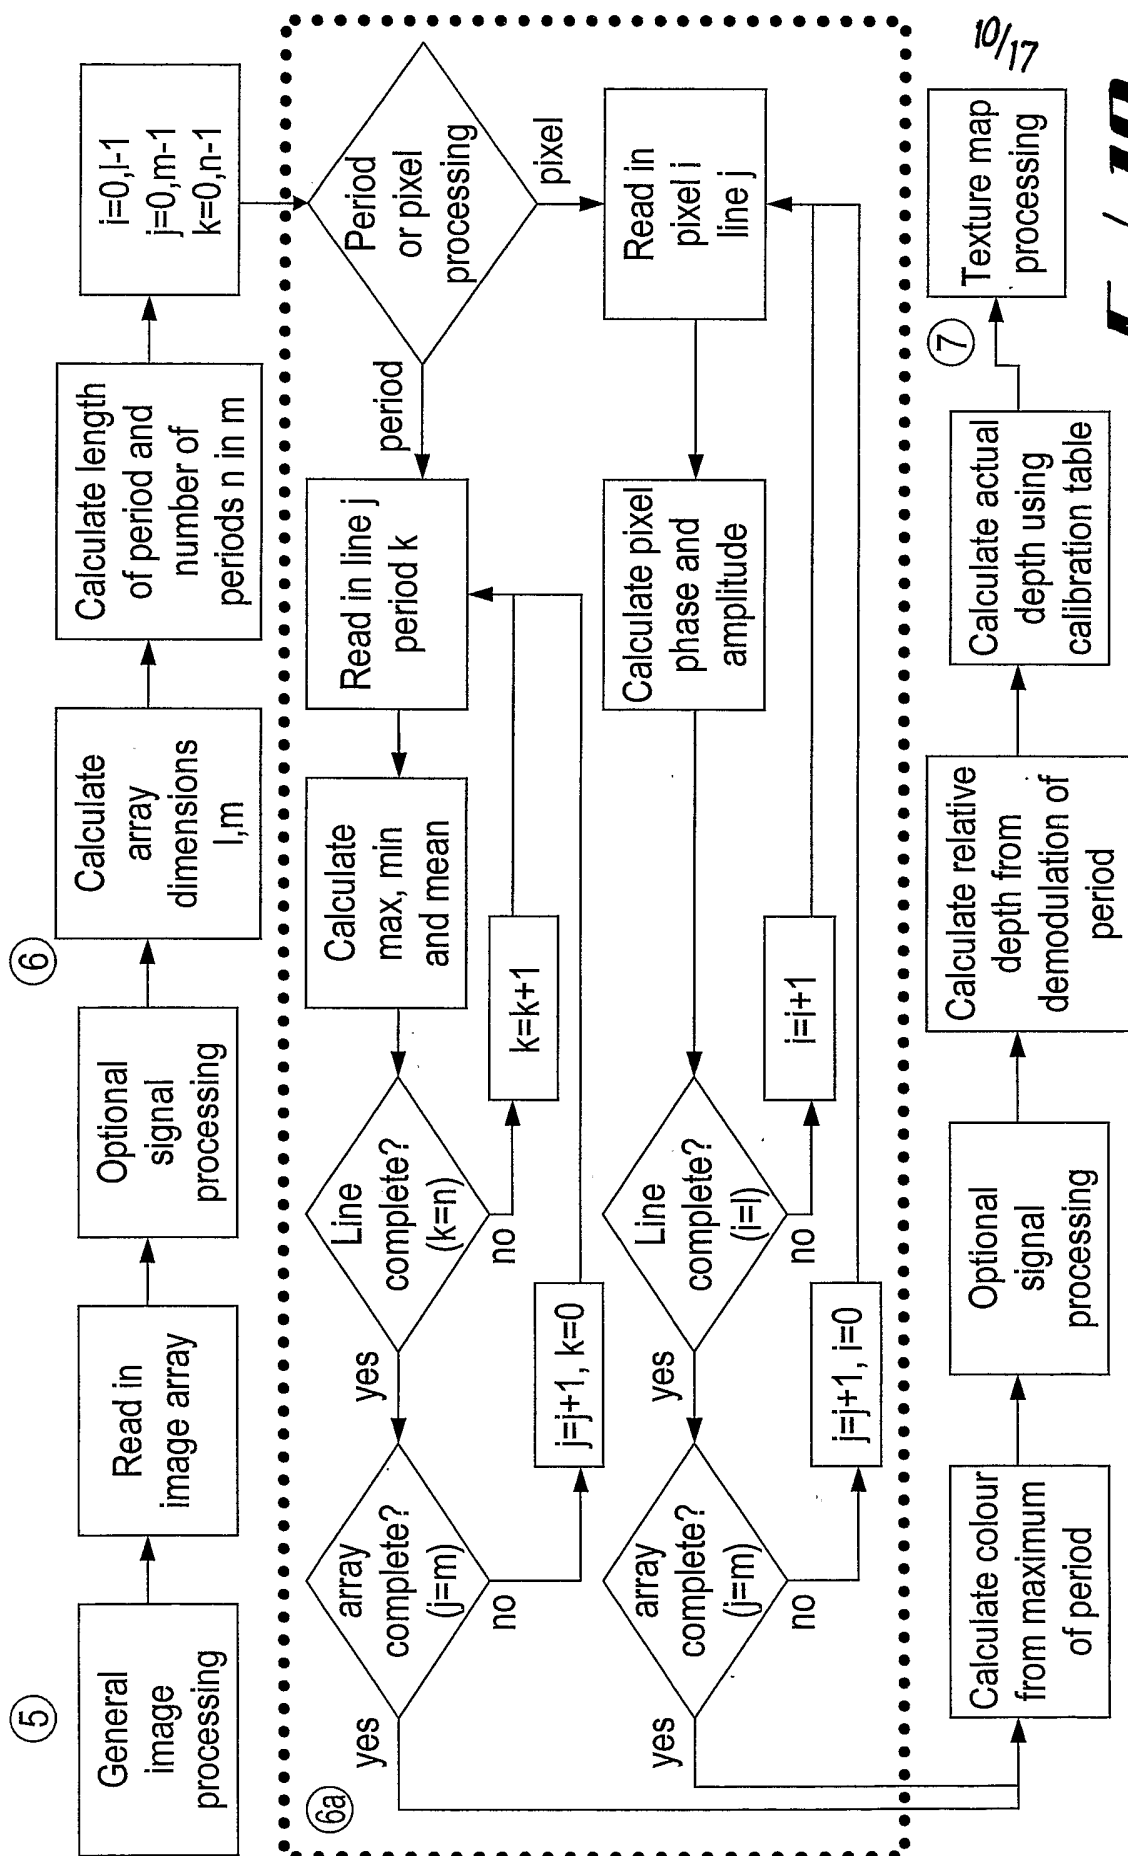 10/17
5
General
image
processing
Read in
image array
Optional
signal
processing
6
Calculate
array
dimensions
l,m
Calculate length
of period and
number of
periods n in m
i=0,l-1
j=0,m-1
k=0,n-1
6a
Period
or pixel
processing
period
pixel
Read in line j
period k
Calculate
max, min
and mean
Line
complete?
(k=n)
no
k=k+1
yes
array
complete?
(j=m)
no
j=j+1, k=0
yes
Read in
pixel i
line j
Calculate pixel
phase and
amplitude
Line
complete?
(i=l)
no
i=i+1
yes
array
complete?
(j=m)
no
j=j+1, i=0
yes
Calculate colour
from maximum
of period
Optional
signal
processing
Calculate relative
depth from
demodulation of
period
Calculate actual
depth using
calibration table
7
Texture map
processing